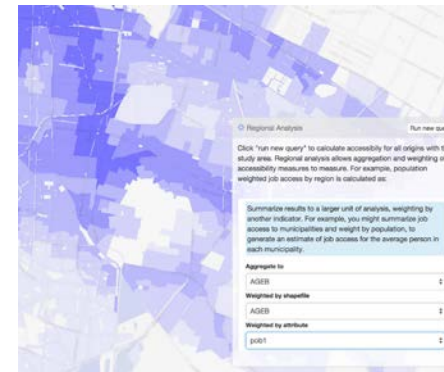 Regional Analysis
Run new que
Click "run new query" to calculate accessibility for all origins with t
study area. Regional analysis allows aggregation and weighting o
accessibility measures to measure. For example, population
weighted job access by region is calculated as:
Summarize results to a larger unit of analysis, weighting by
another indicator. For example, you might summarize job
access to municipalities and weight by population, to
generate an estimate of job access for the average person in
each municipality.
Aggregate to
AGEB
Weighted by shapefile
AGEB
Weighted by attribute
pob1